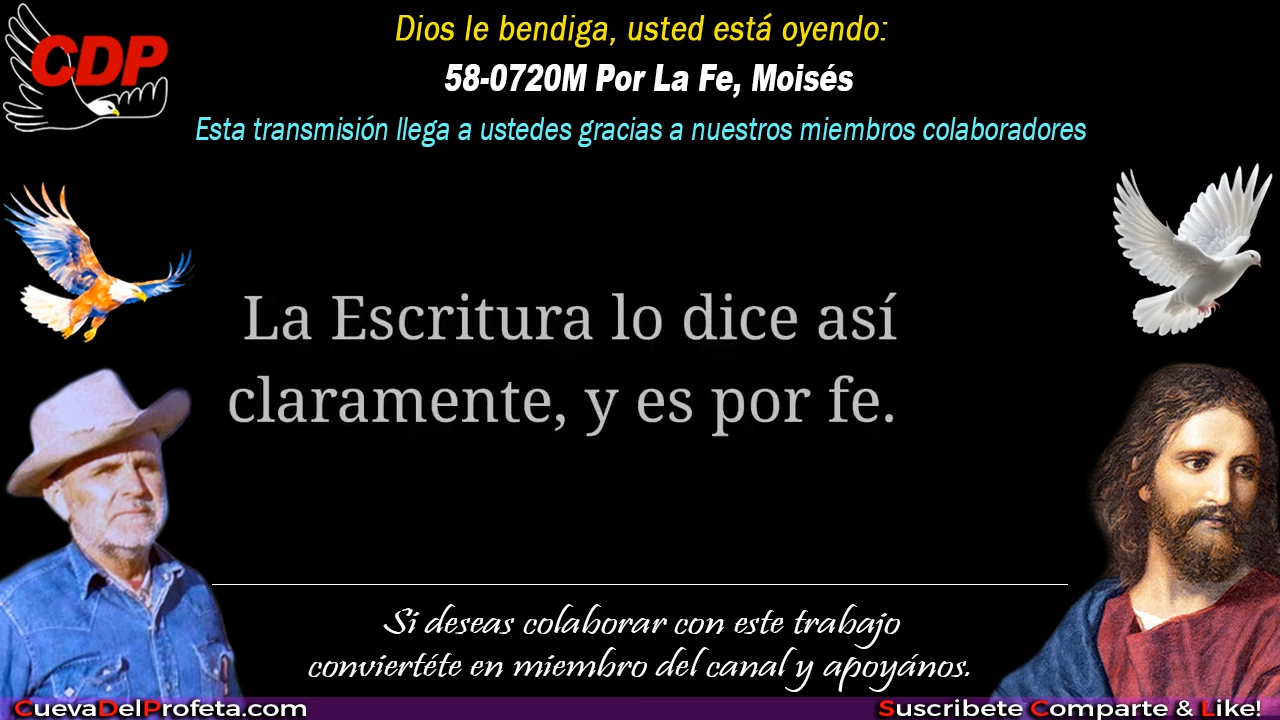 CDP
Dios le bendiga, usted está oyendo:
58-0720M Por La Fe, Moisés
Esta transmisión llega a ustedes gracias a nuestros miembros colaboradores
La Escritura lo dice así
claramente, y es por fe.
Si deseas colaborar con este trabajo
conviertéte en miembro del canal y apoyános.
CuevaDelProfeta.com
Suscribete Comparte & Like!